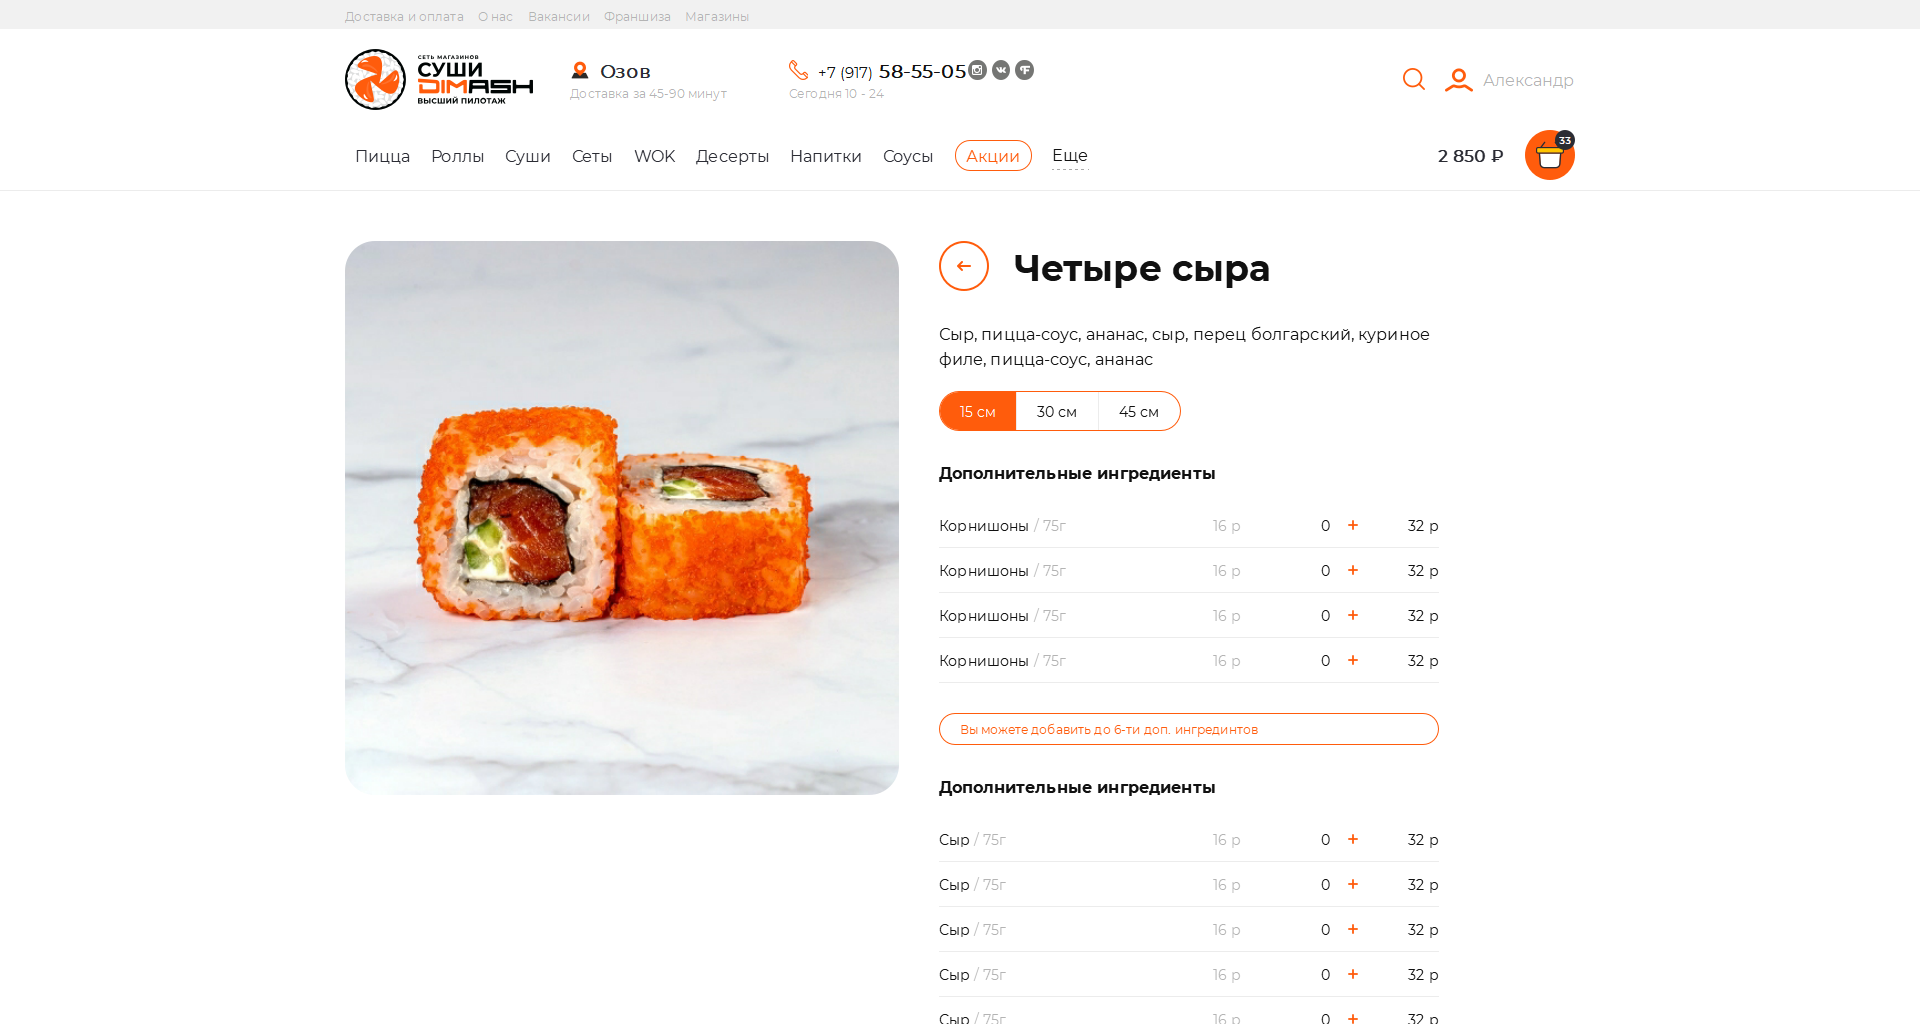 Доставка и оплата О нас Вакансии Франшиза Магазины
СЕТЬ МАГАЗИНОВ
СУШИ
DIMASH
ВЫСШИЙ ПИЛОТАЖ
Озов
Доставка за 45-90 минут
+7 (917) 58-55-05
Сегодня 10 - 24
Александр
Пицца Роллы Суши Сеты WOK Десерты Напитки Соусы Акции Еще
2 850 ₽
33
Четыре сыра
Сыр, пицца-соус, ананас, сыр, перец болгарский, куриное
филе, пицца-соус, ананас
15 см 30 см 45 см
Дополнительные ингредиенты
Корнишоны / 75г 16 р 0 + 32 р
Корнишоны / 75г 16 р 0 + 32 р
Корнишоны / 75г 16 р 0 + 32 р
Корнишоны / 75г 16 р 0 + 32 р
Вы можете добавить до 6-ти доп. ингрединтов
Дополнительные ингредиенты
Сыр / 75г 16 р 0 + 32 р
Сыр / 75г 16 р 0 + 32 р
Сыр / 75г 16 р 0 + 32 р
Сыр / 75г 16 р 0 + 32 р
Сыр / 75г 16 р 0 + 32 р